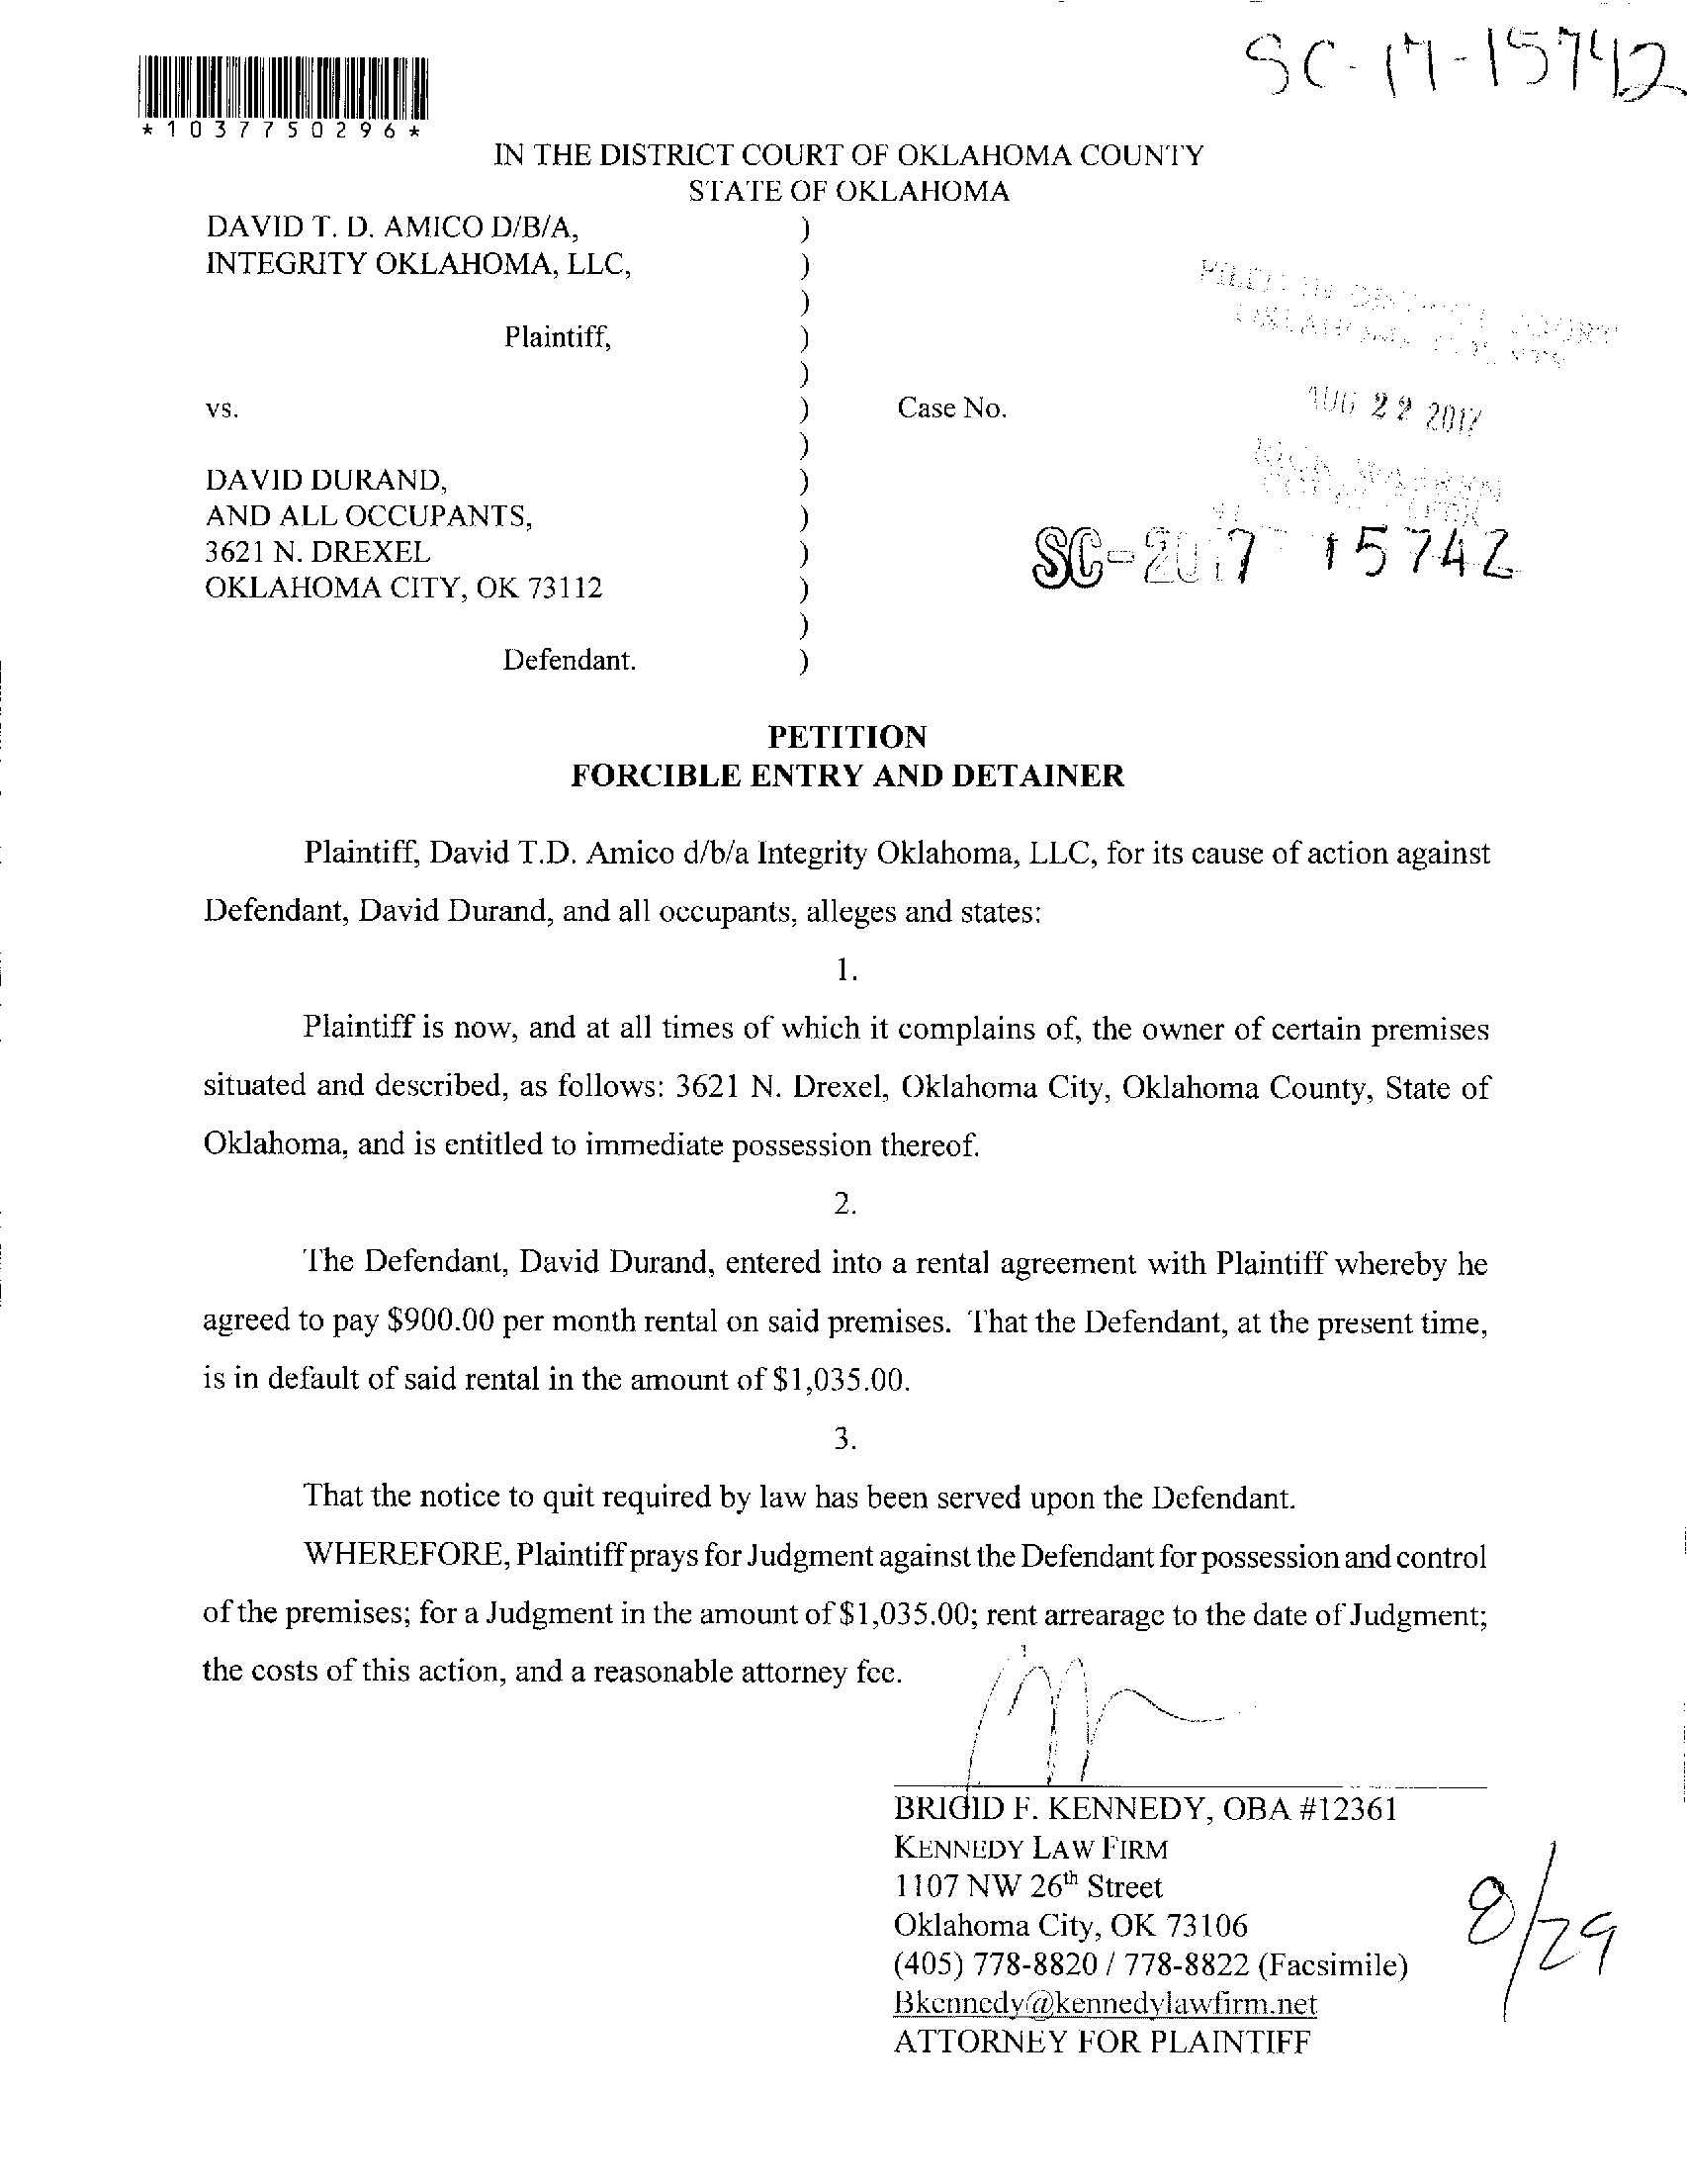 SC-17-15742
*1037750296*
IN THE DISTRICT COURT OF OKLAHOMA COUNTY
STATE OF OKLAHOMA
DAVID T. D. AMICO D/B/A, )
INTEGRITY OKLAHOMA, LLC, )
)
Plaintiff, )
)
vs. ) Case No.
)
DAVID DURAND, )
AND ALL OCCUPANTS, )
3621 N. DREXEL )
OKLAHOMA CITY, OK 73112 )
)
Defendant. )
FILED IN DISTRICT COURT
OKLAHOMA COUNTY
AUG 22 2017
WARREN
SC-2017 15742
PETITION
FORCIBLE ENTRY AND DETAINER
Plaintiff, David T.D. Amico d/b/a Integrity Oklahoma, LLC, for its cause of action against
Defendant, David Durand, and all occupants, alleges and states:
1.
Plaintiff is now, and at all times of which it complains of, the owner of certain premises
situated and described, as follows: 3621 N. Drexel, Oklahoma City, Oklahoma County, State of
Oklahoma, and is entitled to immediate possession thereof.
2.
The Defendant, David Durand, entered into a rental agreement with Plaintiff whereby he
agreed to pay $900.00 per month rental on said premises. That the Defendant, at the present time,
is in default of said rental in the amount of $1,035.00.
3.
That the notice to quit required by law has been served upon the Defendant.
WHEREFORE, Plaintiff prays for Judgment against the Defendant for possession and control
of the premises; for a Judgment in the amount of $1,035.00; rent arrearage to the date of Judgment;
the costs of this action, and a reasonable attorney fee.
BRIGID F. KENNEDY, OBA #12361
KENNEDY LAW FIRM
1107 NW 26th Street
Oklahoma City, OK 73106
(405) 778-8820 / 778-8822 (Facsimile)
Bkennedy@kennedylawfirm.net
ATTORNEY FOR PLAINTIFF
8/29